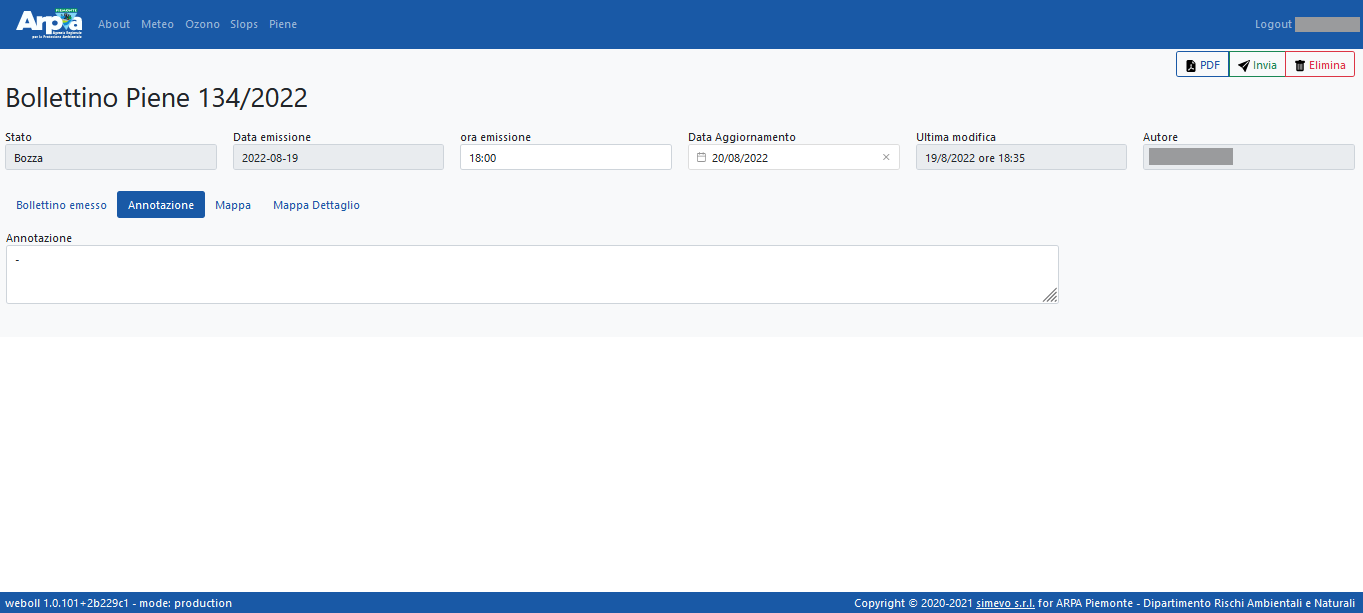 PIEMONTE
Arpa
Agenzia Regionale
per la Protezione Ambientale
About Meteo Ozono Slops Piene
Logout
PDF Invia Elimina
Bollettino Piene 134/2022
Stato Data emissione ora emissione Data Aggiornamento Ultima modifica Autore
Bozza 2022-08-19 18:00 20/08/2022 19/8/2022 ore 18:35
Bollettino emesso Annotazione Mappa Mappa Dettaglio
Annotazione
-
weboll 1.0.101+2b229c1 - mode: production
Copyright © 2020-2021 simevo s.r.l. for ARPA Piemonte - Dipartimento Rischi Ambientali e Naturali